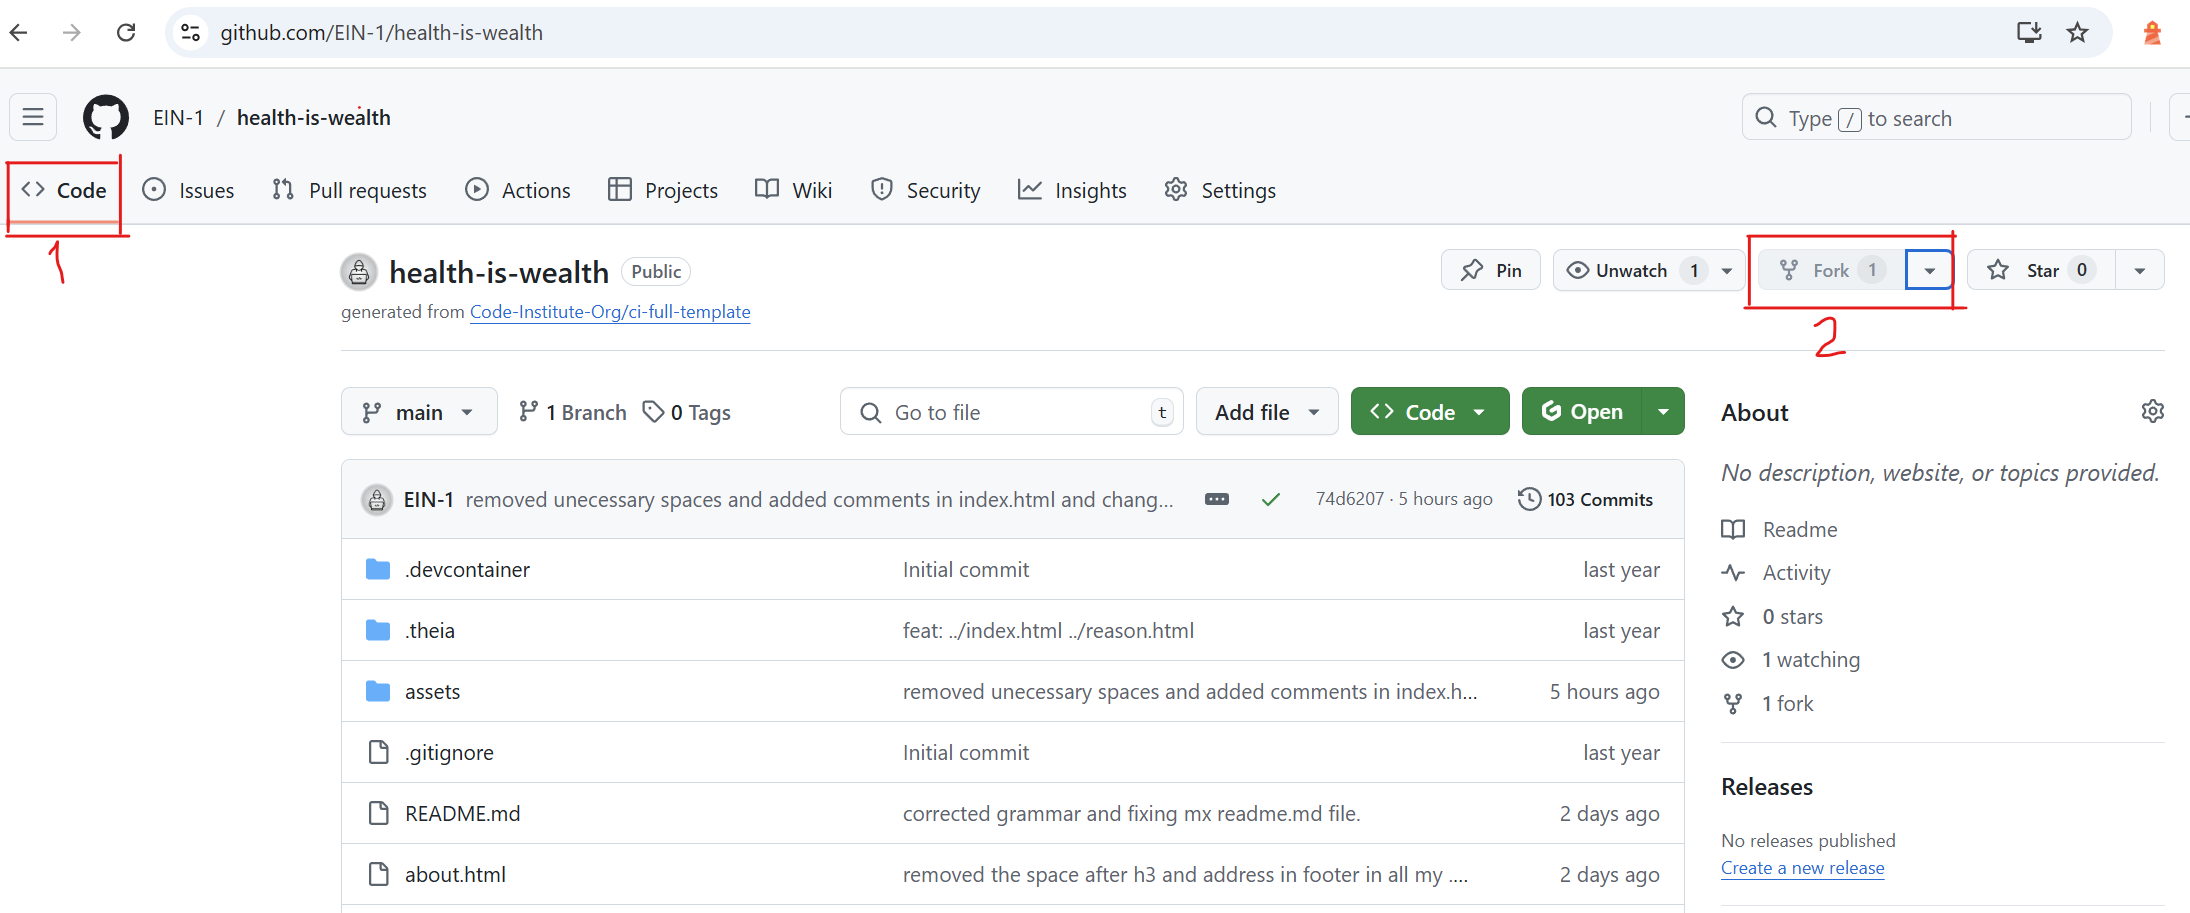 github.com/EIN-1/health-is-wealth
EIN-1 / health-is-wealth
Type / to search
Code Issues Pull requests Actions Projects Wiki Security Insights Settings
1
health-is-wealth Public
Pin Unwatch 1 Fork 1 Star 0
generated from Code-Institute-Org/ci-full-template
2
main 1 Branch 0 Tags Go to file t Add file Code Open
EIN-1 removed unecessary spaces and added comments in index.html and chang... 74d6207 · 5 hours ago 103 Commits
.devcontainer Initial commit last year
.theia feat: ../index.html ../reason.html last year
assets removed unecessary spaces and added comments in index.h... 5 hours ago
.gitignore Initial commit last year
README.md corrected grammar and fixing mx readme.md file. 2 days ago
about.html removed the space after h3 and address in footer in all my .... 2 days ago
About
No description, website, or topics provided.
Readme
Activity
0 stars
1 watching
1 fork
Releases
No releases published
Create a new release